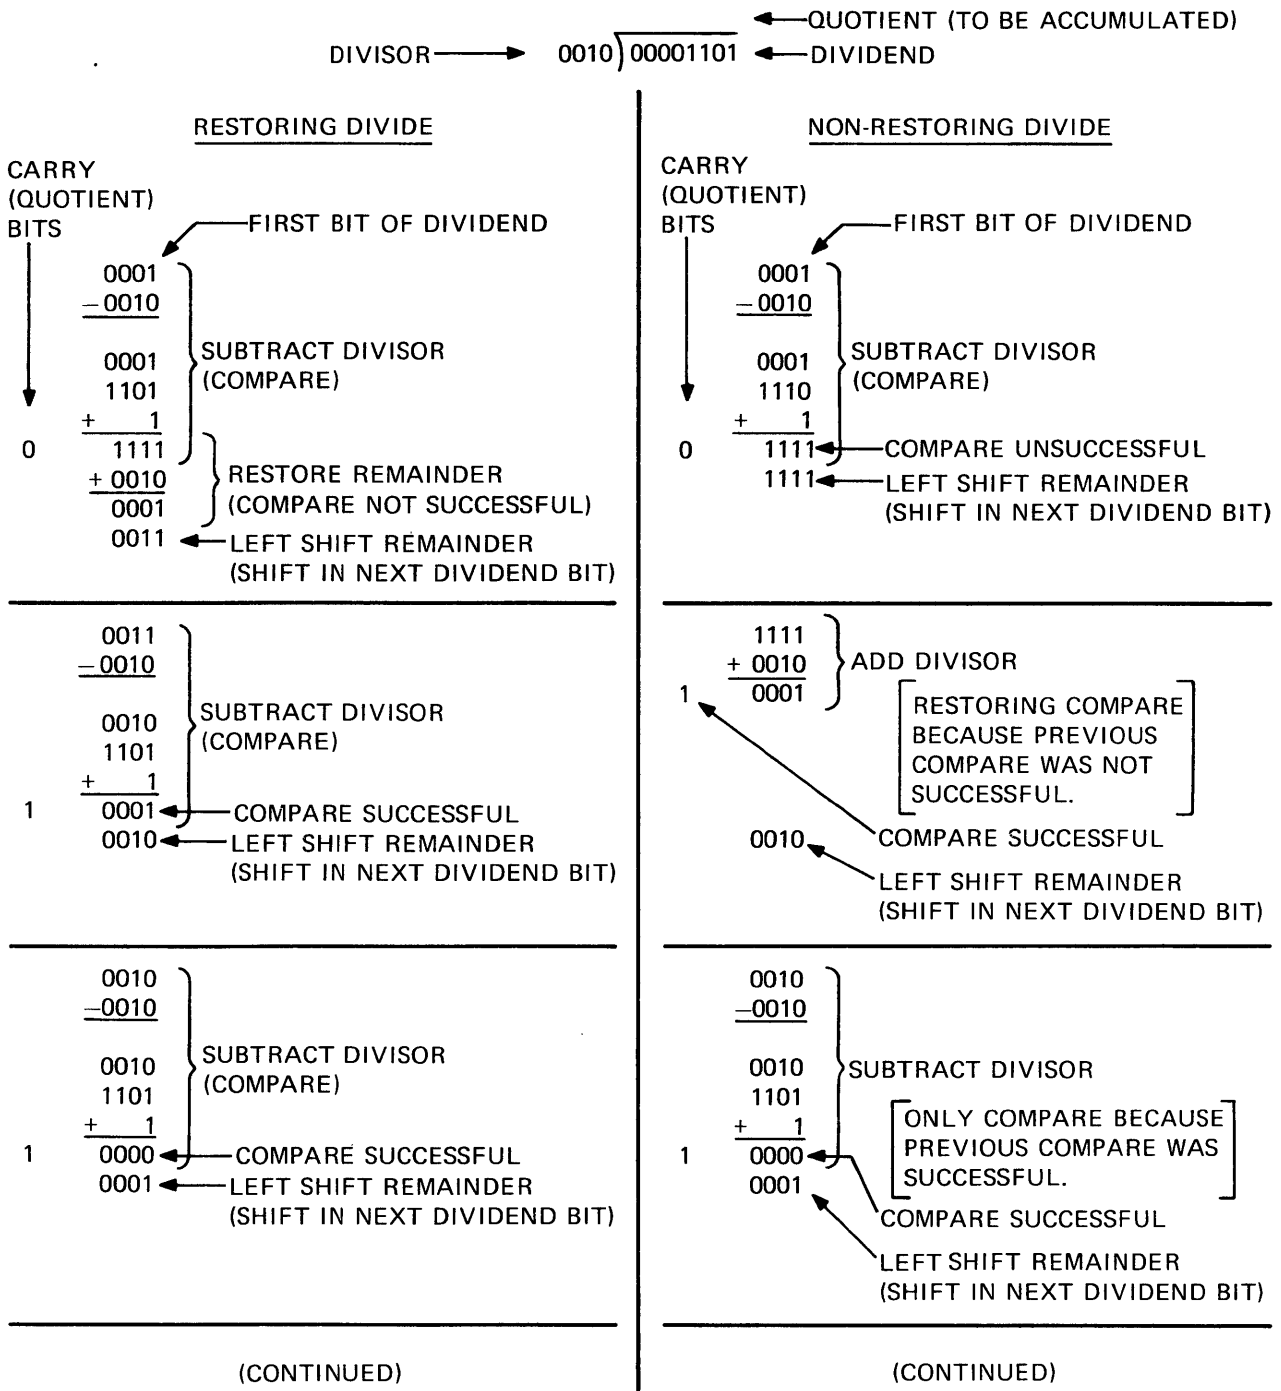 QUOTIENT (TO BE ACCUMULATED)
DIVISOR 0010 00001101 DIVIDEND
RESTORING DIVIDE
CARRY
(QUOTIENT)
BITS
FIRST BIT OF DIVIDEND
0001
−0010
SUBTRACT DIVISOR
(COMPARE)
0001
1101
+ 1
0 1111
+ 0010
RESTORE REMAINDER
(COMPARE NOT SUCCESSFUL)
0001
0011
LEFT SHIFT REMAINDER
(SHIFT IN NEXT DIVIDEND BIT)
0011
−0010
SUBTRACT DIVISOR
(COMPARE)
0010
1101
+ 1
1 0001 COMPARE SUCCESSFUL
0010 LEFT SHIFT REMAINDER
(SHIFT IN NEXT DIVIDEND BIT)
0010
−0010
SUBTRACT DIVISOR
(COMPARE)
0010
1101
+ 1
1 0000 COMPARE SUCCESSFUL
0001 LEFT SHIFT REMAINDER
(SHIFT IN NEXT DIVIDEND BIT)
(CONTINUED)
NON-RESTORING DIVIDE
CARRY
(QUOTIENT)
BITS
FIRST BIT OF DIVIDEND
0001
−0010
SUBTRACT DIVISOR
(COMPARE)
0001
1110
+ 1
0 1111 COMPARE UNSUCCESSFUL
1111 LEFT SHIFT REMAINDER
(SHIFT IN NEXT DIVIDEND BIT)
1111
+ 0010 ADD DIVISOR
1 0001
RESTORING COMPARE
BECAUSE PREVIOUS
COMPARE WAS NOT
SUCCESSFUL.
COMPARE SUCCESSFUL
0010
LEFT SHIFT REMAINDER
(SHIFT IN NEXT DIVIDEND BIT)
0010
−0010
SUBTRACT DIVISOR
0010
1101
+ 1
1 0000
ONLY COMPARE BECAUSE
PREVIOUS COMPARE WAS
SUCCESSFUL.
0001
COMPARE SUCCESSFUL
LEFT SHIFT REMAINDER
(SHIFT IN NEXT DIVIDEND BIT)
(CONTINUED)